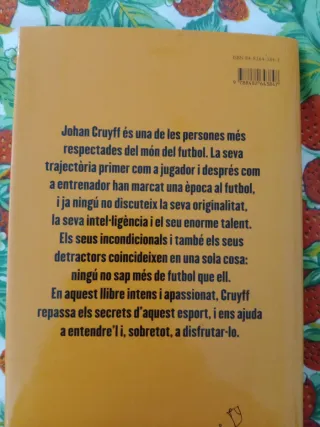 Johan Cruyff és una de les persones més
respectades del món del futbol. La seva
trajectòria primer com a jugador i després com
a entrenador han marcat una època al futbol,
i ja ningú no discuteix la seva originalitat,
la seva intel·ligència i el seu enorme talent.
Els seus incondicionals i també els seus
detractors coincideixen en una sola cosa:
ningú no sap més de futbol que ell.
En aquest llibre intens i apassionat, Cruyff
repassa els secrets d'aquest esport, i ens ajuda
a entendre'l i, sobretot, a disfrutar-lo.